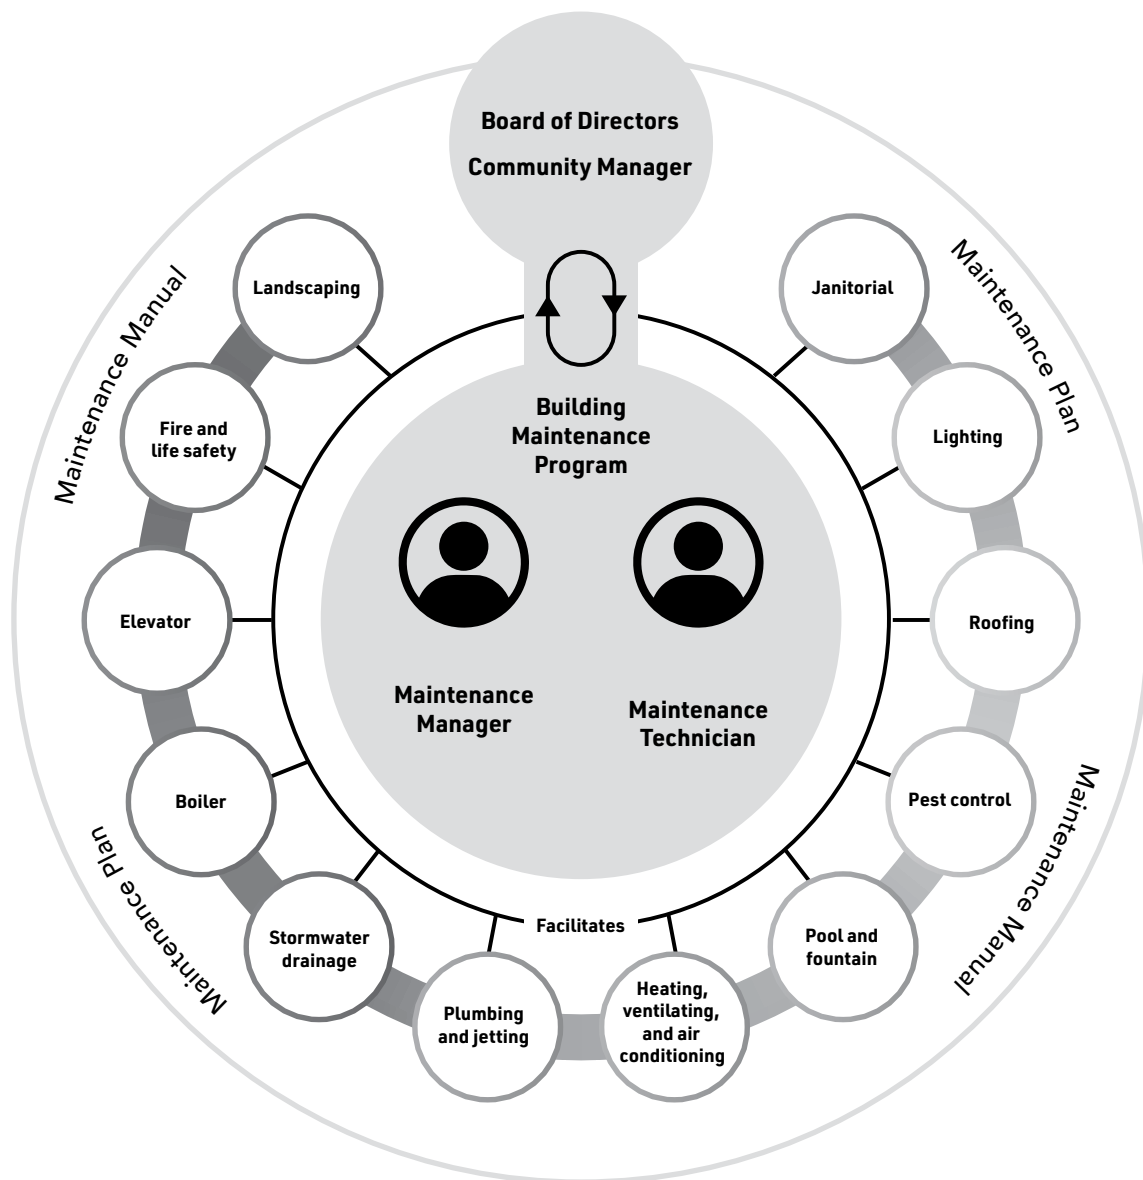 Board of Directors
Community Manager
Maintenance Manual
Maintenance Plan
Landscaping
Janitorial
Fire and
life safety
Lighting
Building
Maintenance
Program
Elevator
Roofing
Maintenance
Manager
Maintenance
Technician
Boiler
Pest control
Maintenance Plan
Maintenance Manual
Facilitates
Stormwater
drainage
Pool and
fountain
Plumbing
and jetting
Heating,
ventilating,
and air
conditioning